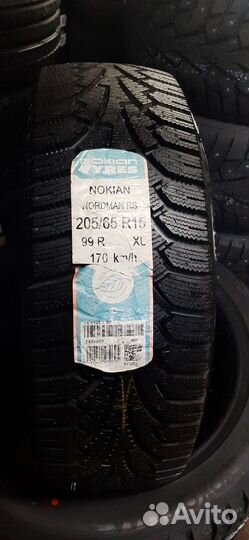 nokian
TYRES
NOKIAN
NORDMAN RS
205/65 R15
99 R XL
170 km/h
Avito